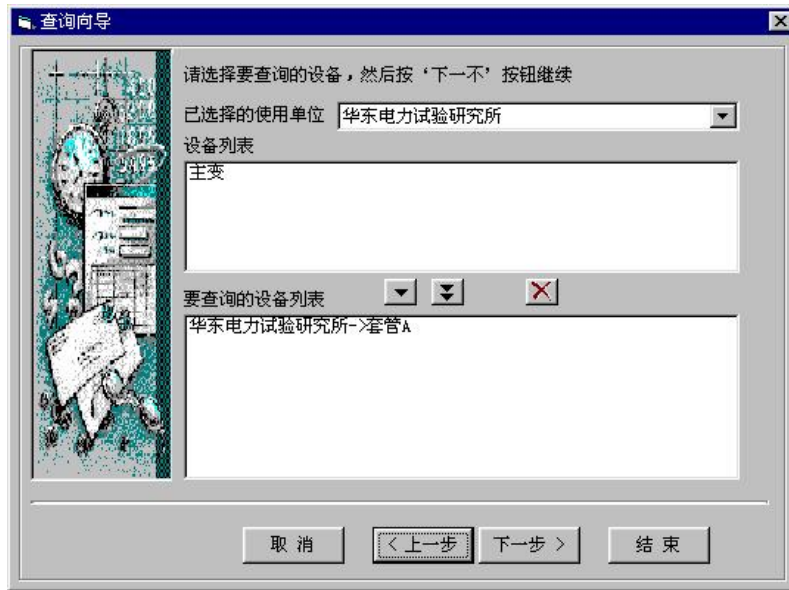 查询向导
请选择要查询的设备，然后按‘下一不’按钮继续
已选择的使用单位 华东电力试验研究所
设备列表
主变
要查询的设备列表
华东电力试验研究所->套管A
取 消 < 上一步 下一步 > 结 束